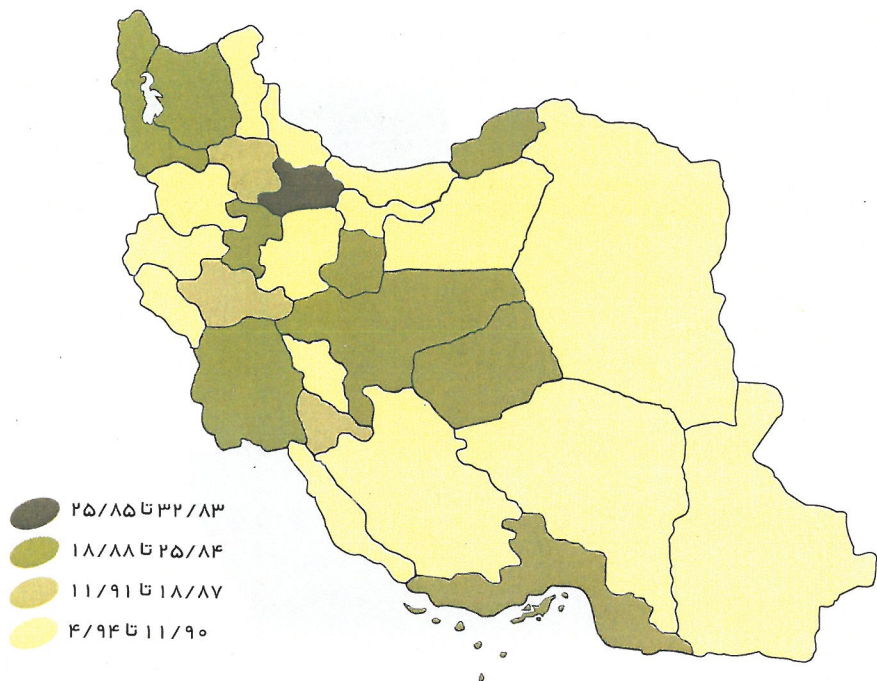 ۲۵/۸۵ تا ۳۲/۸۳
۱۸/۸۸ تا ۲۵/۸۴
۱۱/۹۱ تا ۱۸/۸۷
۴/۹۴ تا ۱۱/۹۰